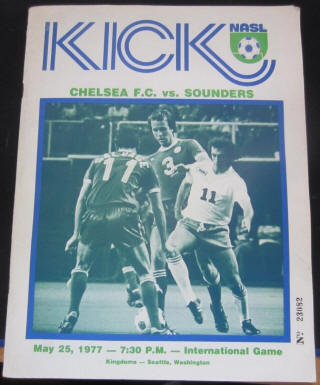 KICK
NASL
CHELSEA F.C. vs. SOUNDERS
11
3
11
No 23082
May 25, 1977 — 7:30 P.M. — International Game
Kingdome — Seattle, Washington